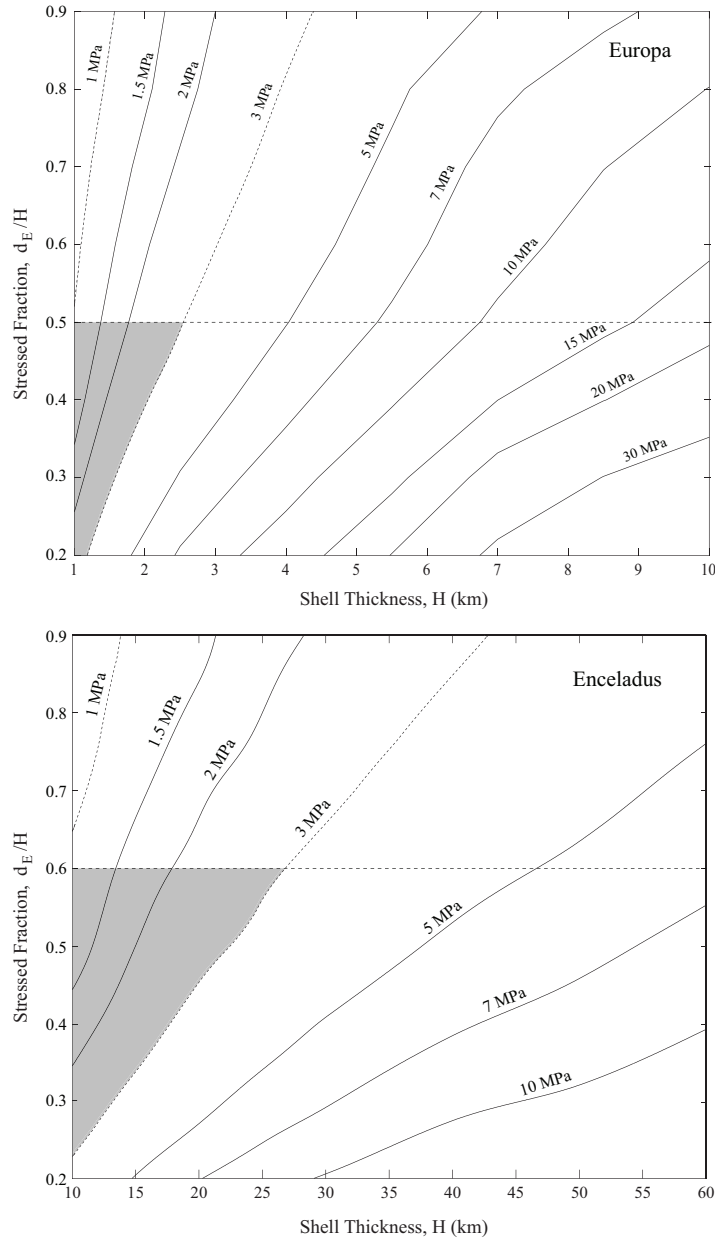 Europa
1 MPa
1.5 MPa
2 MPa
3 MPa
5 MPa
7 MPa
10 MPa
15 MPa
20 MPa
30 MPa
0.9
0.8
0.7
0.6
0.5
0.4
0.3
0.2
Stressed Fraction, d_E/H
1 2 3 4 5 6 7 8 9 10
Shell Thickness, H (km)
Enceladus
1 MPa
1.5 MPa
2 MPa
3 MPa
5 MPa
7 MPa
10 MPa
0.9
0.8
0.7
0.6
0.5
0.4
0.3
0.2
Stressed Fraction, d_E/H
10 15 20 25 30 35 40 45 50 55 60
Shell Thickness, H (km)